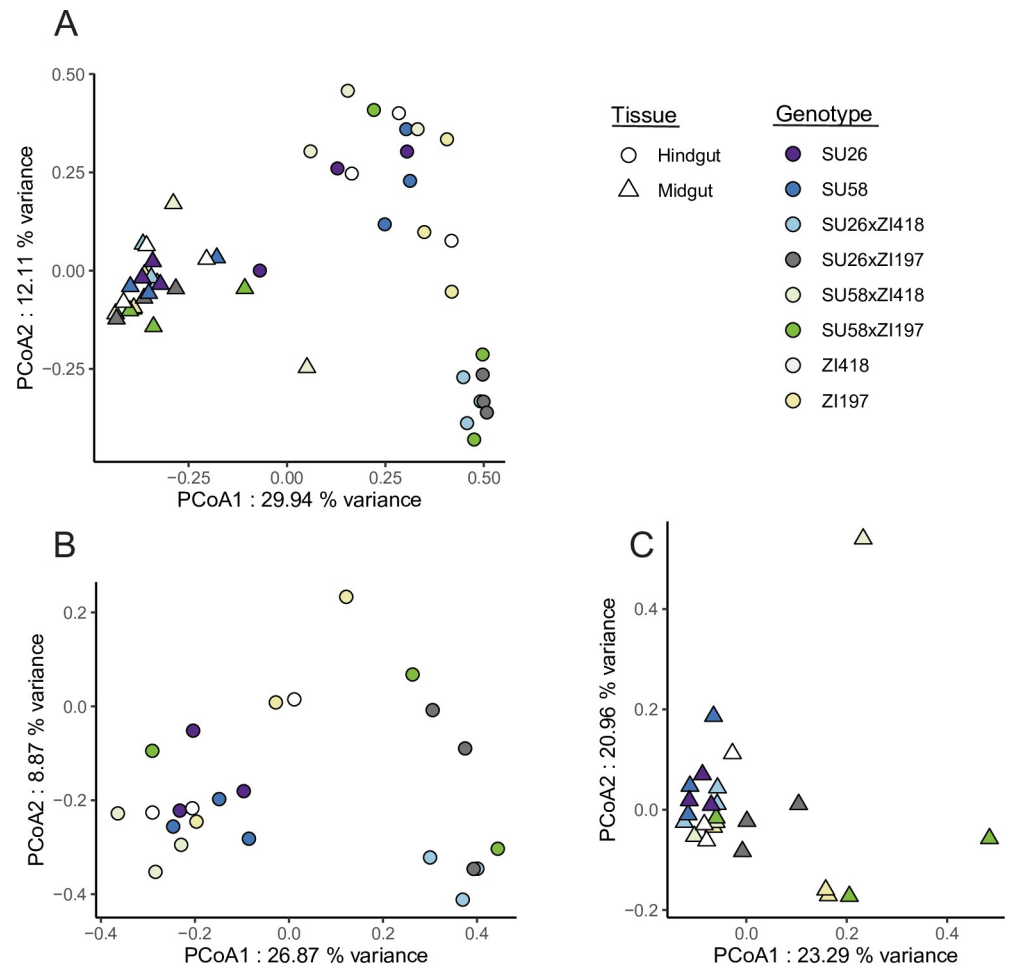 A
0.50
0.25
0.00
−0.25
PCoA2 : 12.11 % variance
−0.25 0.00 0.25 0.50
PCoA1 : 29.94 % variance
Tissue
Hindgut
Midgut
Genotype
SU26
SU58
SU26xZI418
SU26xZI197
SU58xZI418
SU58xZI197
ZI418
ZI197
B
0.2
0.0
−0.2
−0.4
PCoA2 : 8.87 % variance
−0.4 −0.2 0.0 0.2 0.4
PCoA1 : 26.87 % variance
C
0.4
0.2
0.0
−0.2
PCoA2 : 20.96 % variance
0.0 0.2 0.4
PCoA1 : 23.29 % variance